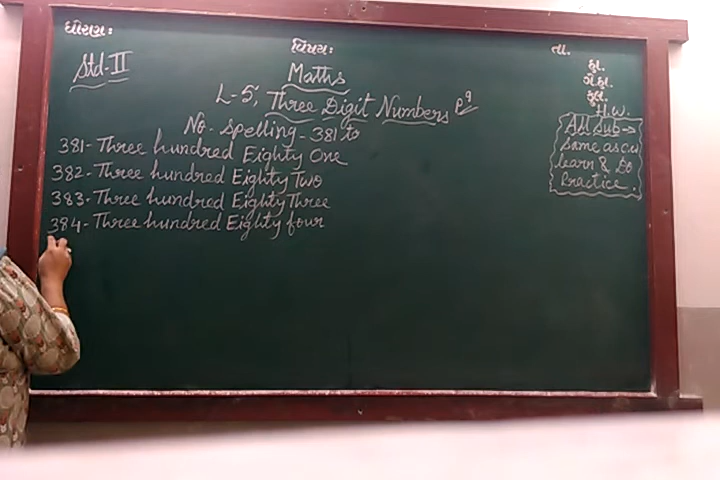 ધોરણઃ
વિષયઃ
તા.
Std-II
Maths
હા.
ગે.હા.
કુલ.
L-5, Three Digit Numbers P9
No. spelling - 381 to
381- Three hundred Eighty One
382- Three hundred Eighty Two
383- Three hundred Eighty Three
384- Three hundred Eighty four
H.W.
All Sub →
Same as cw
learn & Do
Practice.